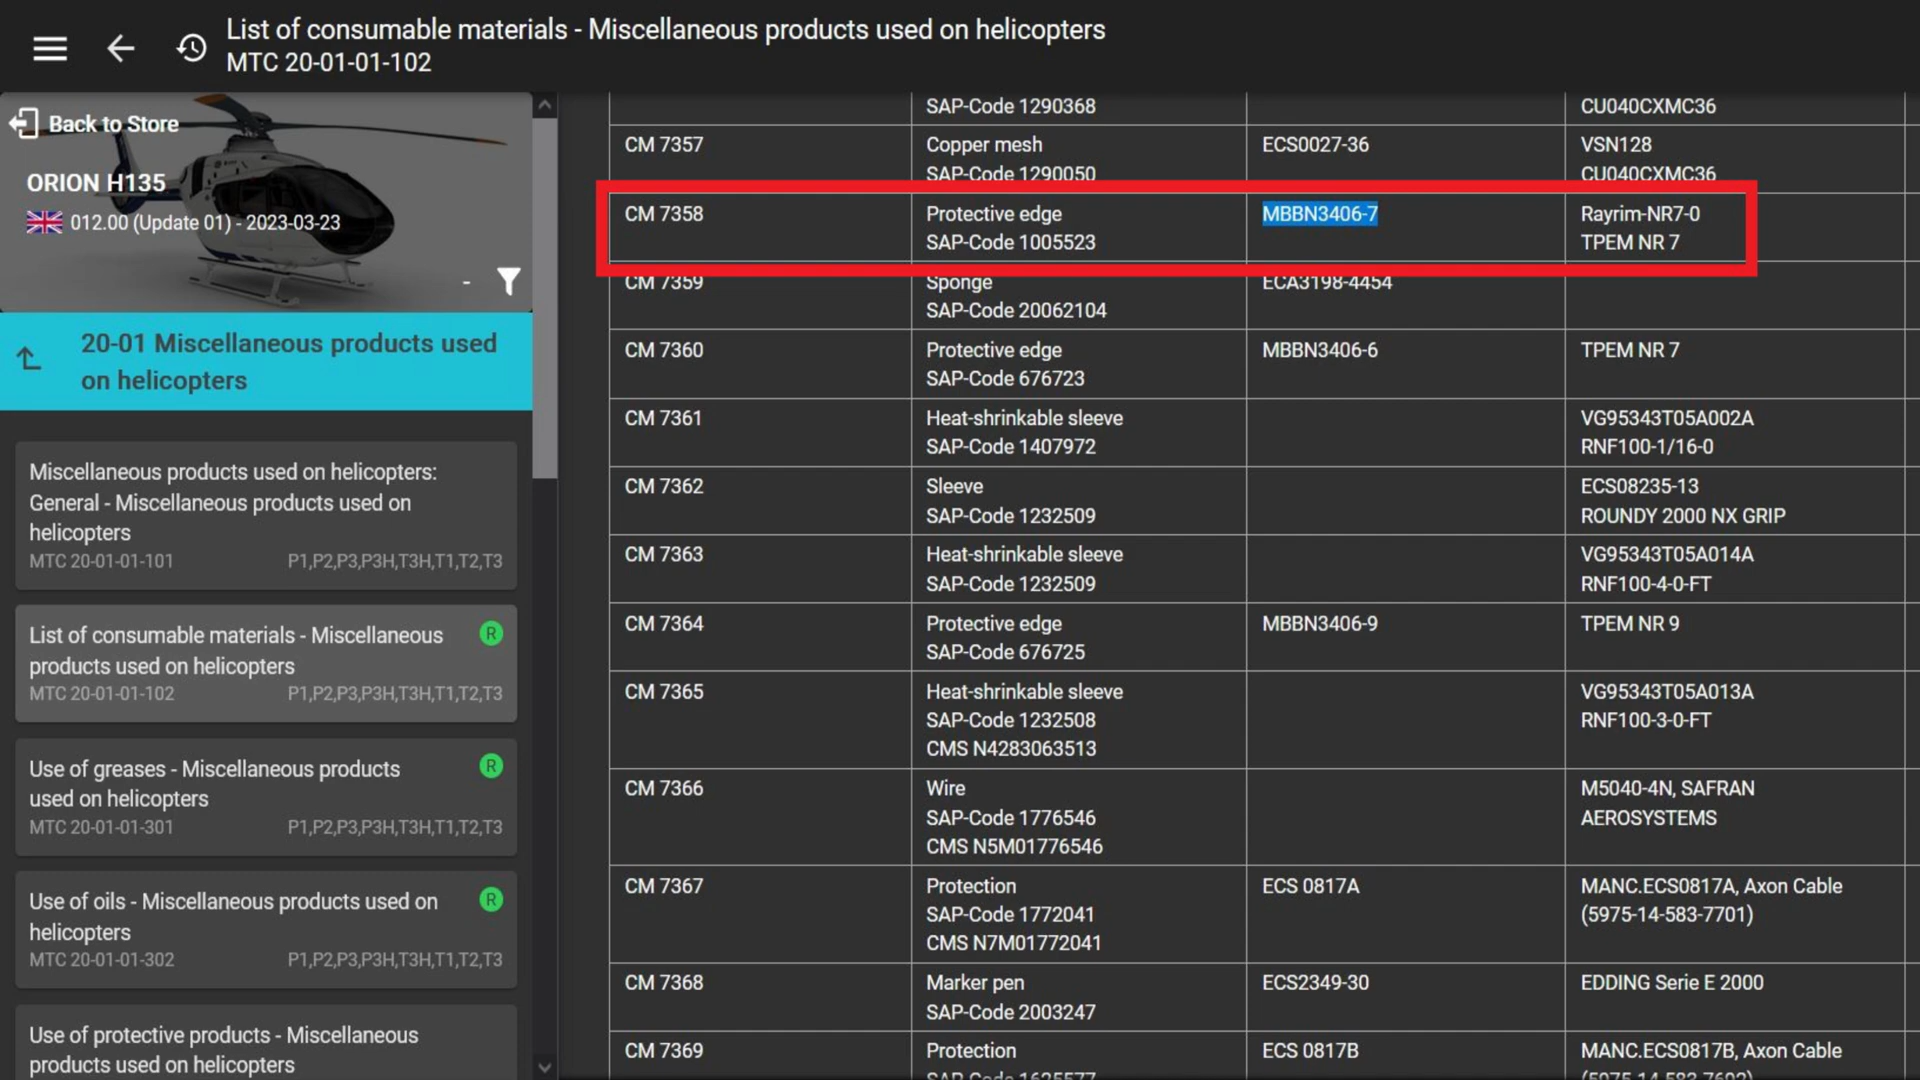 List of consumable materials - Miscellaneous products used on helicopters
MTC 20-01-01-102
Back to Store
ORION H135
012.00 (Update 01) - 2023-03-23
-
20-01 Miscellaneous products used
on helicopters
Miscellaneous products used on helicopters:
General - Miscellaneous products used on
helicopters
MTC 20-01-01-101 P1,P2,P3,P3H,T3H,T1,T2,T3
List of consumable materials - Miscellaneous R
products used on helicopters
MTC 20-01-01-102 P1,P2,P3,P3H,T3H,T1,T2,T3
Use of greases - Miscellaneous products R
used on helicopters
MTC 20-01-01-301 P1,P2,P3,P3H,T3H,T1,T2,T3
Use of oils - Miscellaneous products used on R
helicopters
MTC 20-01-01-302 P1,P2,P3,P3H,T3H,T1,T2,T3
Use of protective products - Miscellaneous
products used on helicopters
SAP-Code 1290368 CU040CXMC36
CM 7357 Copper mesh ECS0027-36 VSN128
SAP-Code 1290050 CU040CXMC36
CM 7358 Protective edge MBBN3406-7 Rayrim-NR7-0
SAP-Code 1005523 TPEM NR 7
CM 7359 Sponge ECA3198-4454
SAP-Code 20062104
CM 7360 Protective edge MBBN3406-6 TPEM NR 7
SAP-Code 676723
CM 7361 Heat-shrinkable sleeve VG95343T05A002A
SAP-Code 1407972 RNF100-1/16-0
CM 7362 Sleeve ECS08235-13
SAP-Code 1232509 ROUNDY 2000 NX GRIP
CM 7363 Heat-shrinkable sleeve VG95343T05A014A
SAP-Code 1232509 RNF100-4-0-FT
CM 7364 Protective edge MBBN3406-9 TPEM NR 9
SAP-Code 676725
CM 7365 Heat-shrinkable sleeve VG95343T05A013A
SAP-Code 1232508 RNF100-3-0-FT
CMS N4283063513
CM 7366 Wire M5040-4N, SAFRAN
SAP-Code 1776546 AEROSYSTEMS
CMS N5M01776546
CM 7367 Protection ECS 0817A MANC.ECS0817A, Axon Cable
SAP-Code 1772041 (5975-14-583-7701)
CMS N7M01772041
CM 7368 Marker pen ECS2349-30 EDDING Serie E 2000
SAP-Code 2003247
CM 7369 Protection ECS 0817B MANC.ECS0817B, Axon Cable